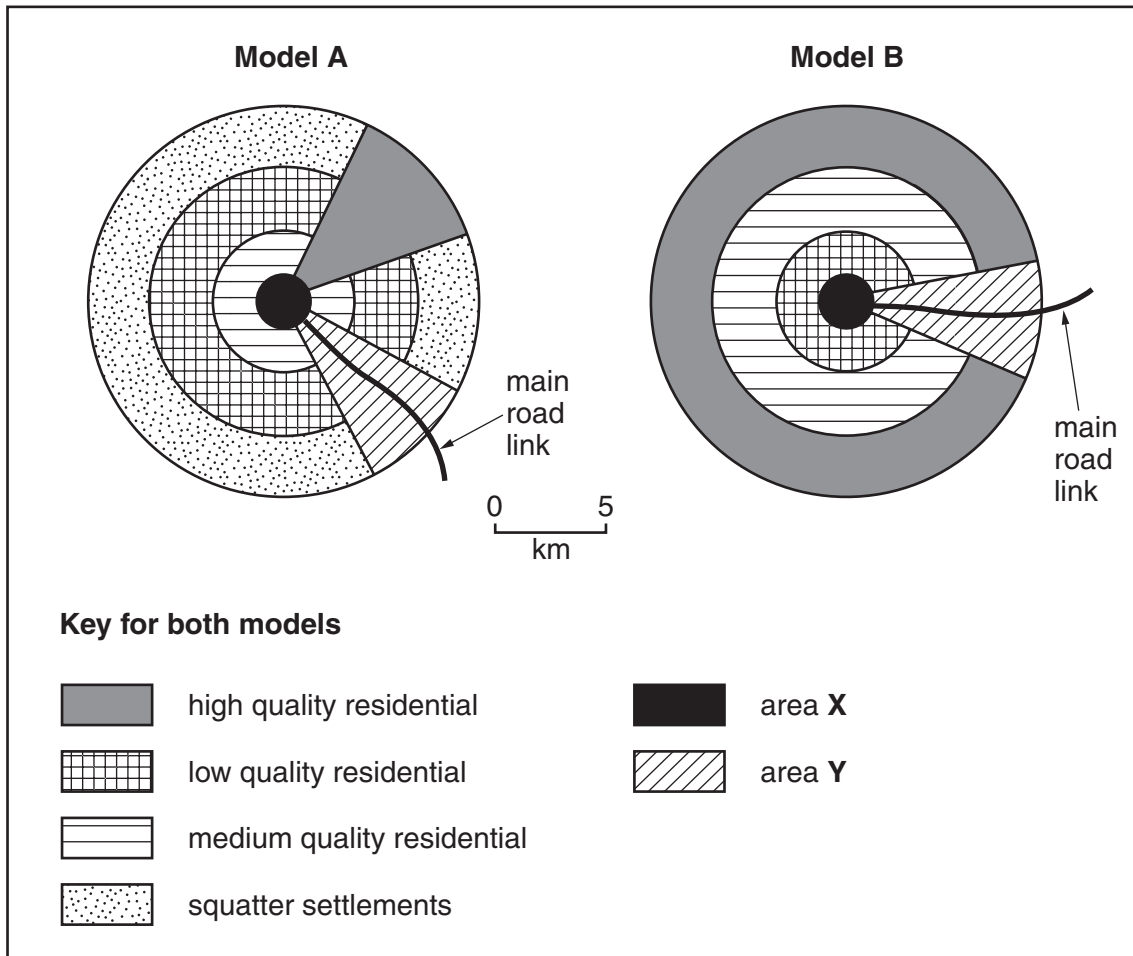 Model A
Model B
main
road
link
main
road
link
0 5
km
Key for both models
high quality residential
area X
low quality residential
area Y
medium quality residential
squatter settlements